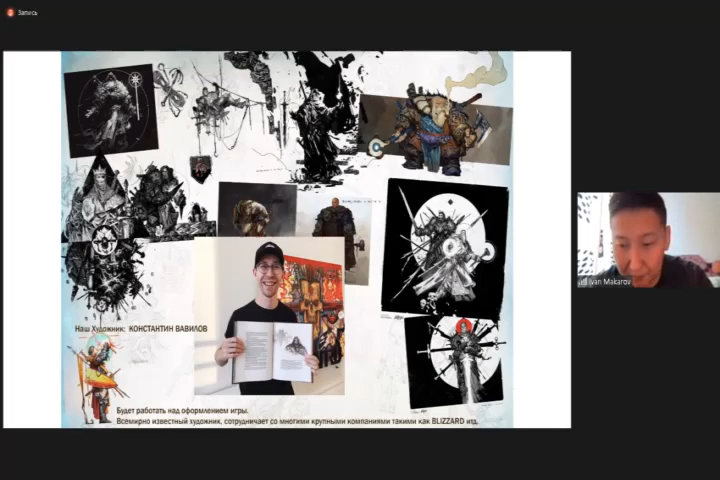 Запись
Наш Художник: КОНСТАНТИН ВАВИЛОВ
Ivan Makarov
Будет работать над оформлением игры.
Всемирно известный художник, сотрудничает со многими крупными компаниями такими как BLIZZARD итд.